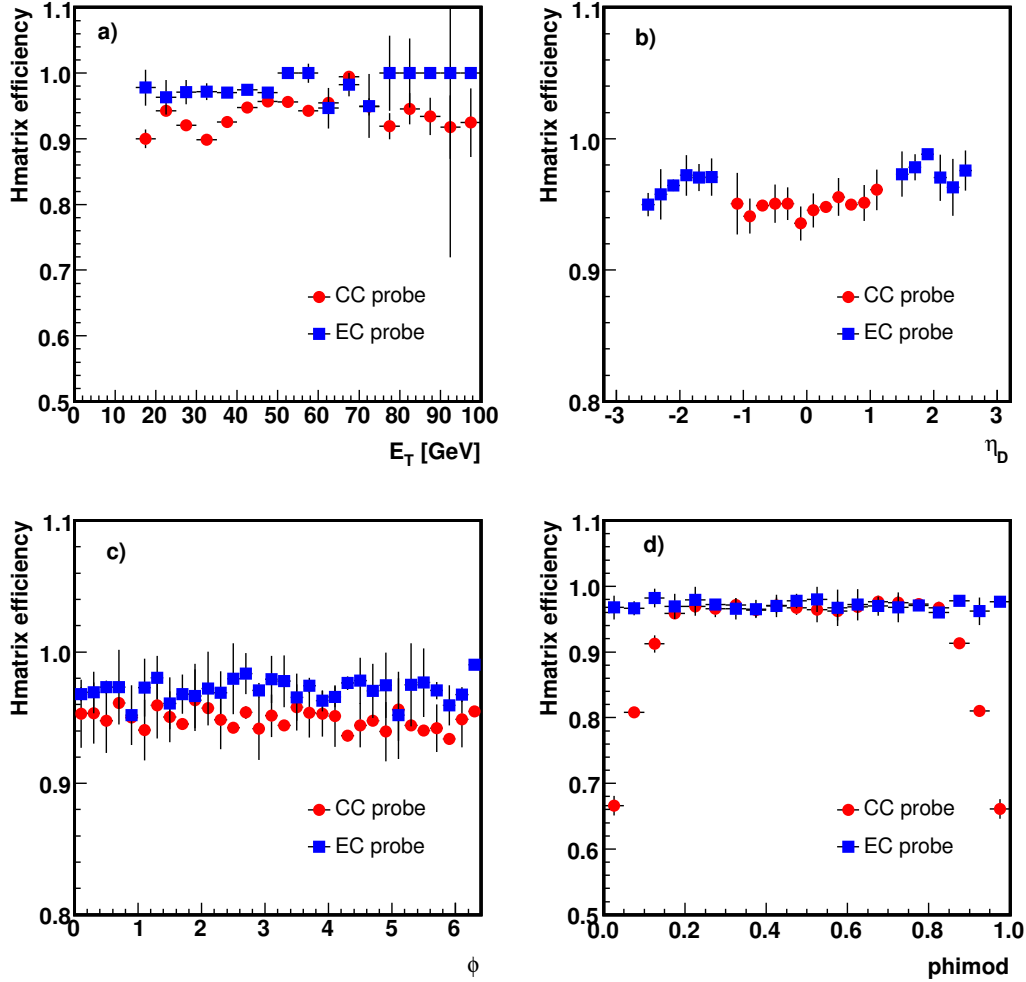 a)
Hmatrix efficiency
1.1
1.0
0.9
0.8
0.7
0.6
0.5
CC probe
EC probe
0 10 20 30 40 50 60 70 80 90 100
E_T [GeV]
b)
Hmatrix efficiency
1.1
1.0
0.9
0.8
CC probe
EC probe
-3 -2 -1 0 1 2 3
η_D
c)
Hmatrix efficiency
1.1
1.0
0.9
0.8
CC probe
EC probe
0 1 2 3 4 5 6
ϕ
d)
Hmatrix efficiency
1.1
1.0
0.9
0.8
0.7
0.6
0.5
CC probe
EC probe
0.0 0.2 0.4 0.6 0.8 1.0
phimod